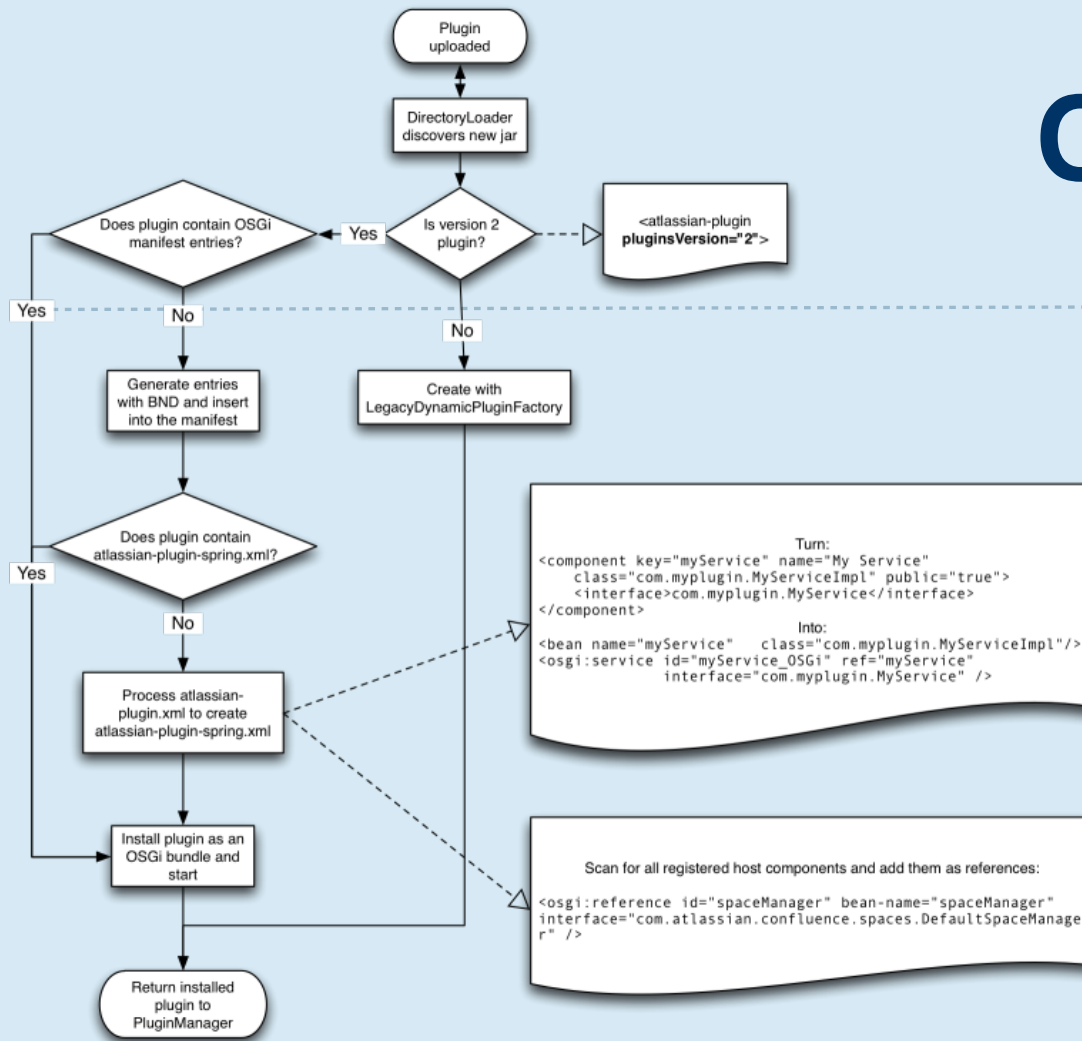 Plugin
uploaded
DirectoryLoader
discovers new jar
Does plugin contain OSGi
manifest entries?
Yes
Is version 2
plugin?
<atlassian-plugin
pluginsVersion="2">
Yes
No
No
Generate entries
with BND and insert
into the manifest
Create with
LegacyDynamicPluginFactory
Does plugin contain
atlassian-plugin-spring.xml?
Yes
No
Turn:
<component key="myService" name="My Service"
class="com.myplugin.MyServiceImpl" public="true">
<interface>com.myplugin.MyService</interface>
</component>
Into:
<bean name="myService" class="com.myplugin.MyServiceImpl"/>
<osgi:service id="myService_OSGi" ref="myService"
interface="com.myplugin.MyService" />
Process atlassian-
plugin.xml to create
atlassian-plugin-spring.xml
Install plugin as an
OSGi bundle and
start
Scan for all registered host components and add them as references:
<osgi:reference id="spaceManager" bean-name="spaceManager"
interface="com.atlassian.confluence.spaces.DefaultSpaceManage
r" />
Return installed
plugin to
PluginManager